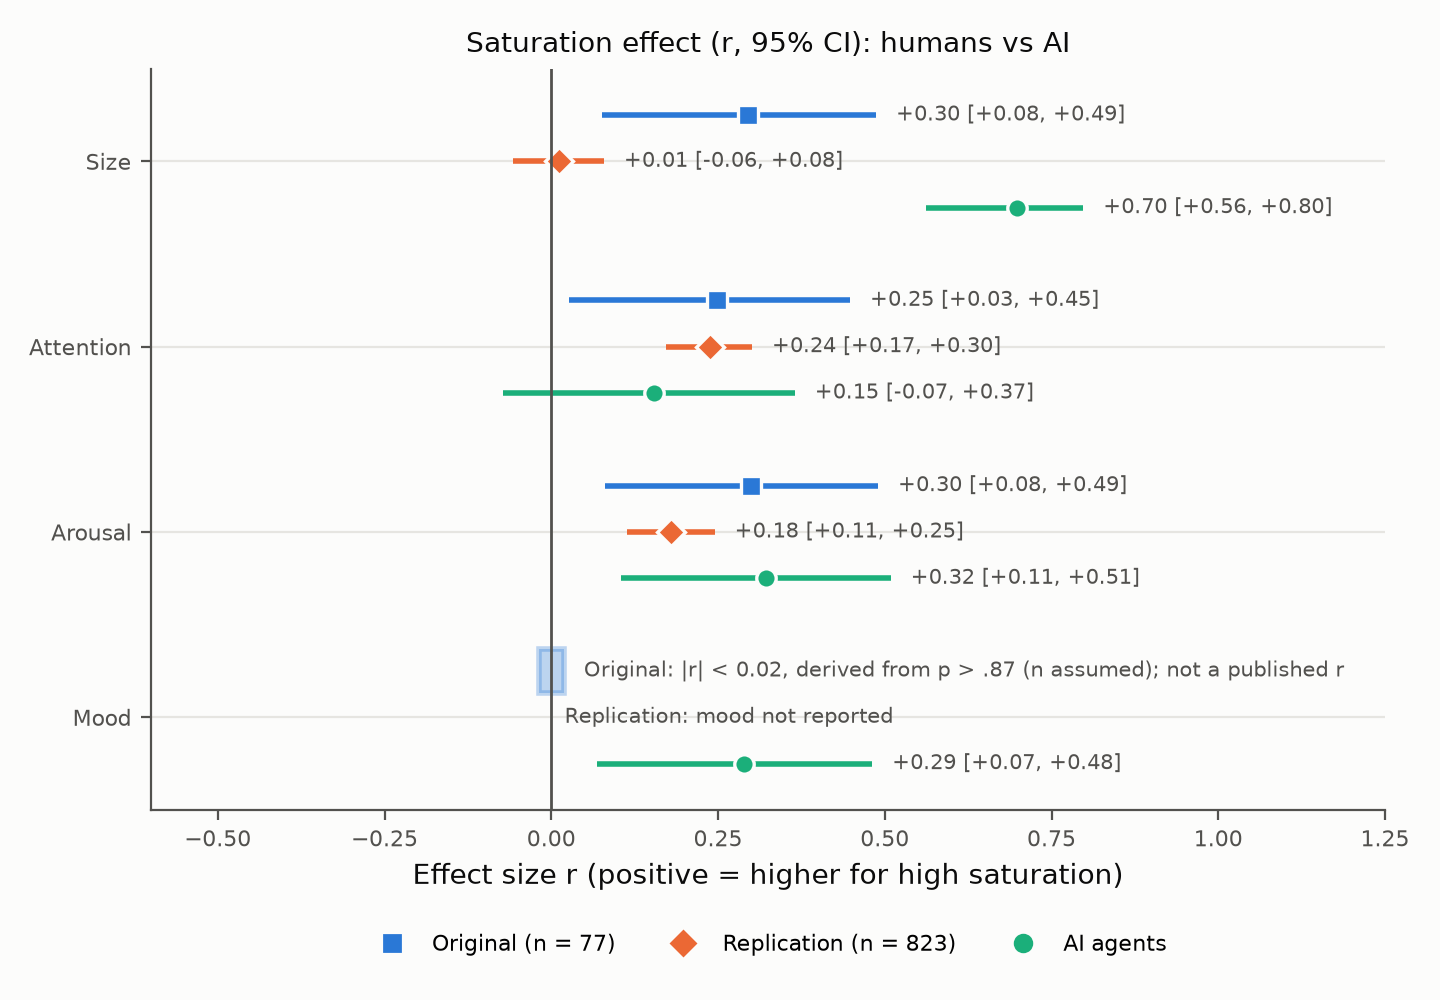 Saturation effect (r, 95% CI): humans vs AI
+0.30 [+0.08, +0.49]
Size
+0.01 [-0.06, +0.08]
+0.70 [+0.56, +0.80]
+0.25 [+0.03, +0.45]
Attention
+0.24 [+0.17, +0.30]
+0.15 [-0.07, +0.37]
+0.30 [+0.08, +0.49]
Arousal
+0.18 [+0.11, +0.25]
+0.32 [+0.11, +0.51]
Original: |r| < 0.02, derived from p > .87 (n assumed); not a published r
Mood
Replication: mood not reported
+0.29 [+0.07, +0.48]
−0.50 −0.25 0.00 0.25 0.50 0.75 1.00 1.25
Effect size r (positive = higher for high saturation)
Original (n = 77) Replication (n = 823) AI agents